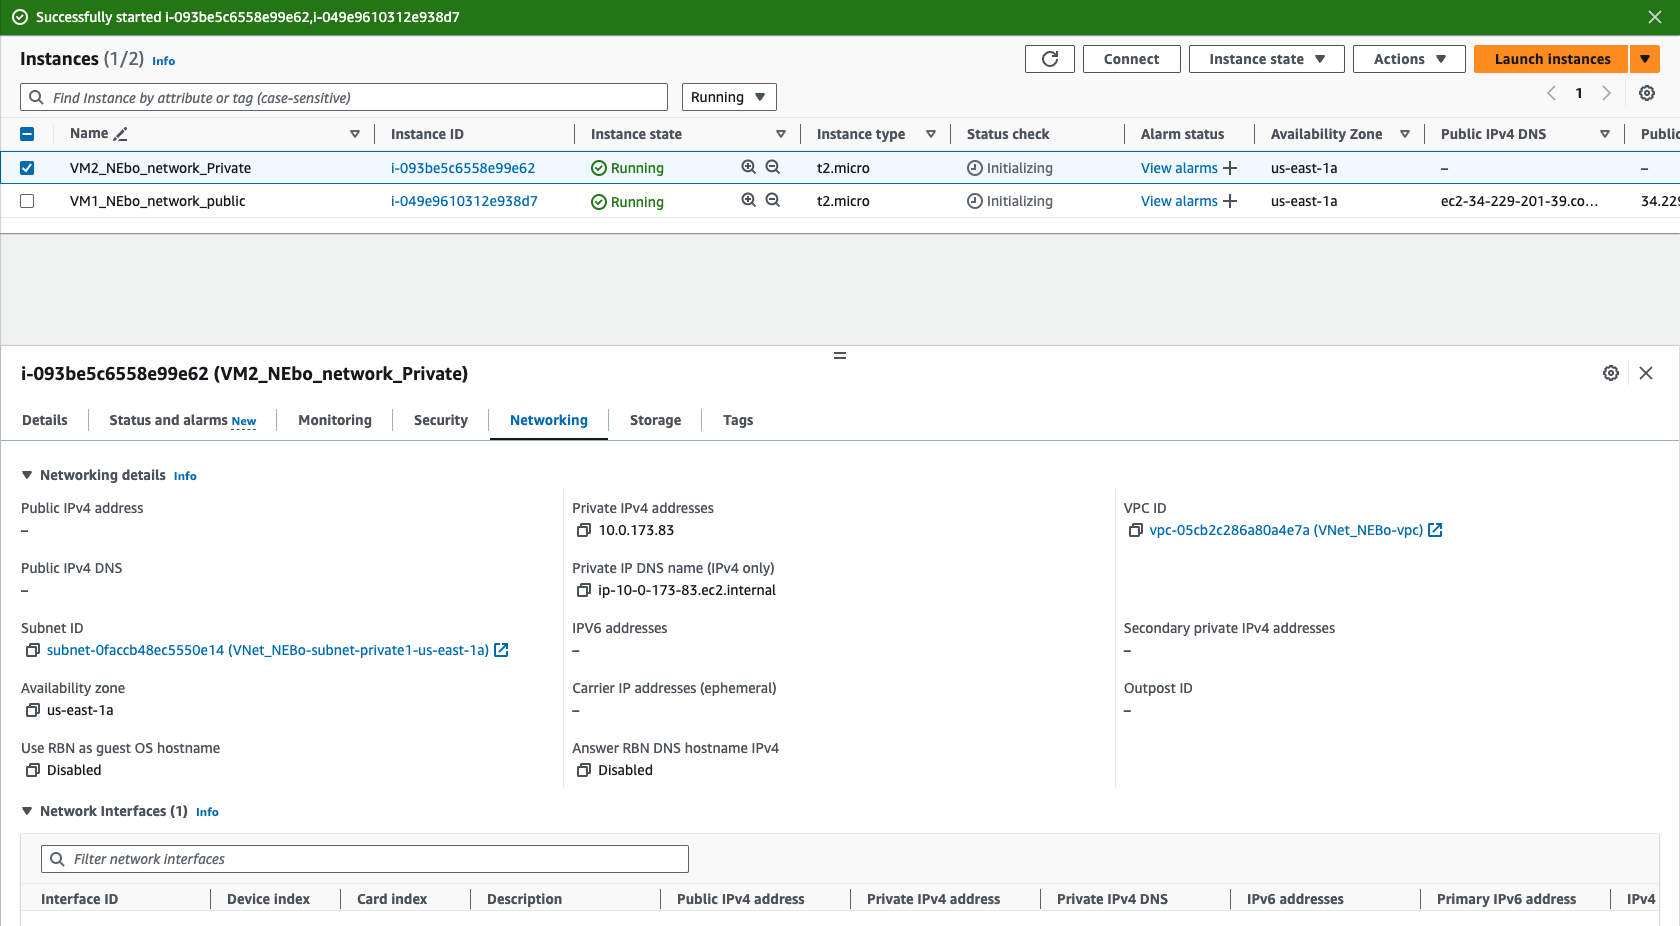 Successfully started i-093be5c6558e99e62,i-049e9610312e938d7
Instances (1/2) Info
Connect
Instance state
Actions
Launch instances
Find Instance by attribute or tag (case-sensitive)
Running
1
Name Instance ID Instance state Instance type Status check Alarm status Availability Zone Public IPv4 DNS Public
VM2_NEbo_network_Private i-093be5c6558e99e62 Running t2.micro Initializing View alarms + us-east-1a – –
VM1_NEbo_network_public i-049e9610312e938d7 Running t2.micro Initializing View alarms + us-east-1a ec2-34-229-201-39.co... 34.229
i-093be5c6558e99e62 (VM2_NEbo_network_Private)
Details Status and alarms New Monitoring Security Networking Storage Tags
Networking details Info
Public IPv4 address
–
Private IPv4 addresses
10.0.173.83
VPC ID
vpc-05cb2c286a80a4e7a (VNet_NEBo-vpc)
Public IPv4 DNS
–
Private IP DNS name (IPv4 only)
ip-10-0-173-83.ec2.internal
Subnet ID
subnet-0faccb48ec5550e14 (VNet_NEBo-subnet-private1-us-east-1a)
IPV6 addresses
–
Secondary private IPv4 addresses
–
Availability zone
us-east-1a
Carrier IP addresses (ephemeral)
–
Outpost ID
–
Use RBN as guest OS hostname
Disabled
Answer RBN DNS hostname IPv4
Disabled
Network Interfaces (1) Info
Filter network interfaces
Interface ID Device index Card index Description Public IPv4 address Private IPv4 address Private IPv4 DNS IPv6 addresses Primary IPv6 address IPv4